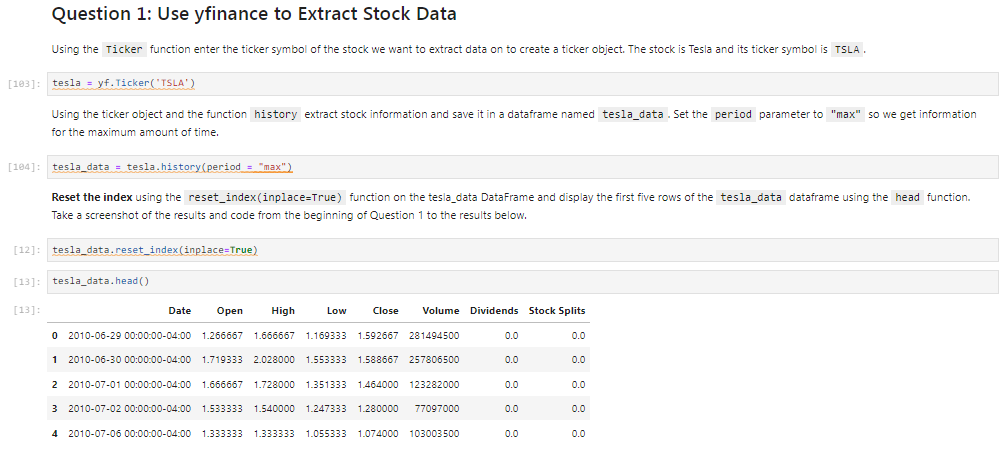 Question 1: Use yfinance to Extract Stock Data
Using the Ticker function enter the ticker symbol of the stock we want to extract data on to create a ticker object. The stock is Tesla and its ticker symbol is TSLA .
[103]: tesla = yf.Ticker('TSLA')
Using the ticker object and the function history extract stock information and save it in a dataframe named tesla_data . Set the period parameter to "max" so we get information
for the maximum amount of time.
[104]: tesla_data = tesla.history(period = "max")
Reset the index using the reset_index(inplace=True) function on the tesla_data DataFrame and display the first five rows of the tesla_data dataframe using the head function.
Take a screenshot of the results and code from the beginning of Question 1 to the results below.
[12]: tesla_data.reset_index(inplace=True)
[13]: tesla_data.head()
[13]: Date Open High Low Close Volume Dividends Stock Splits
0 2010-06-29 00:00:00-04:00 1.266667 1.666667 1.169333 1.592667 281494500 0.0 0.0
1 2010-06-30 00:00:00-04:00 1.719333 2.028000 1.553333 1.588667 257806500 0.0 0.0
2 2010-07-01 00:00:00-04:00 1.666667 1.728000 1.351333 1.464000 123282000 0.0 0.0
3 2010-07-02 00:00:00-04:00 1.533333 1.540000 1.247333 1.280000 77097000 0.0 0.0
4 2010-07-06 00:00:00-04:00 1.333333 1.333333 1.055333 1.074000 103003500 0.0 0.0